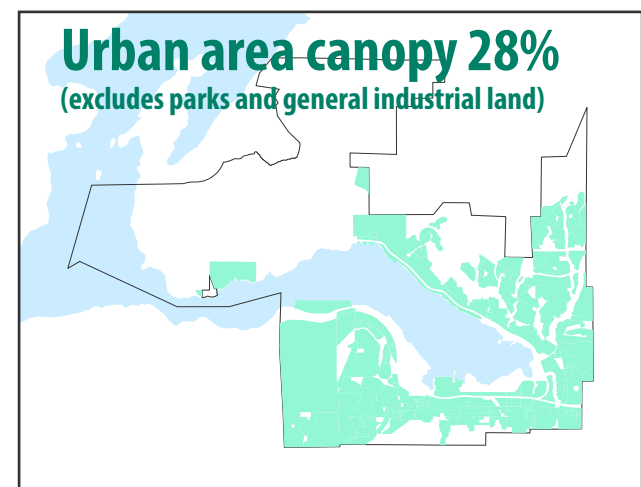 Urban area canopy 28%
(excludes parks and general industrial land)